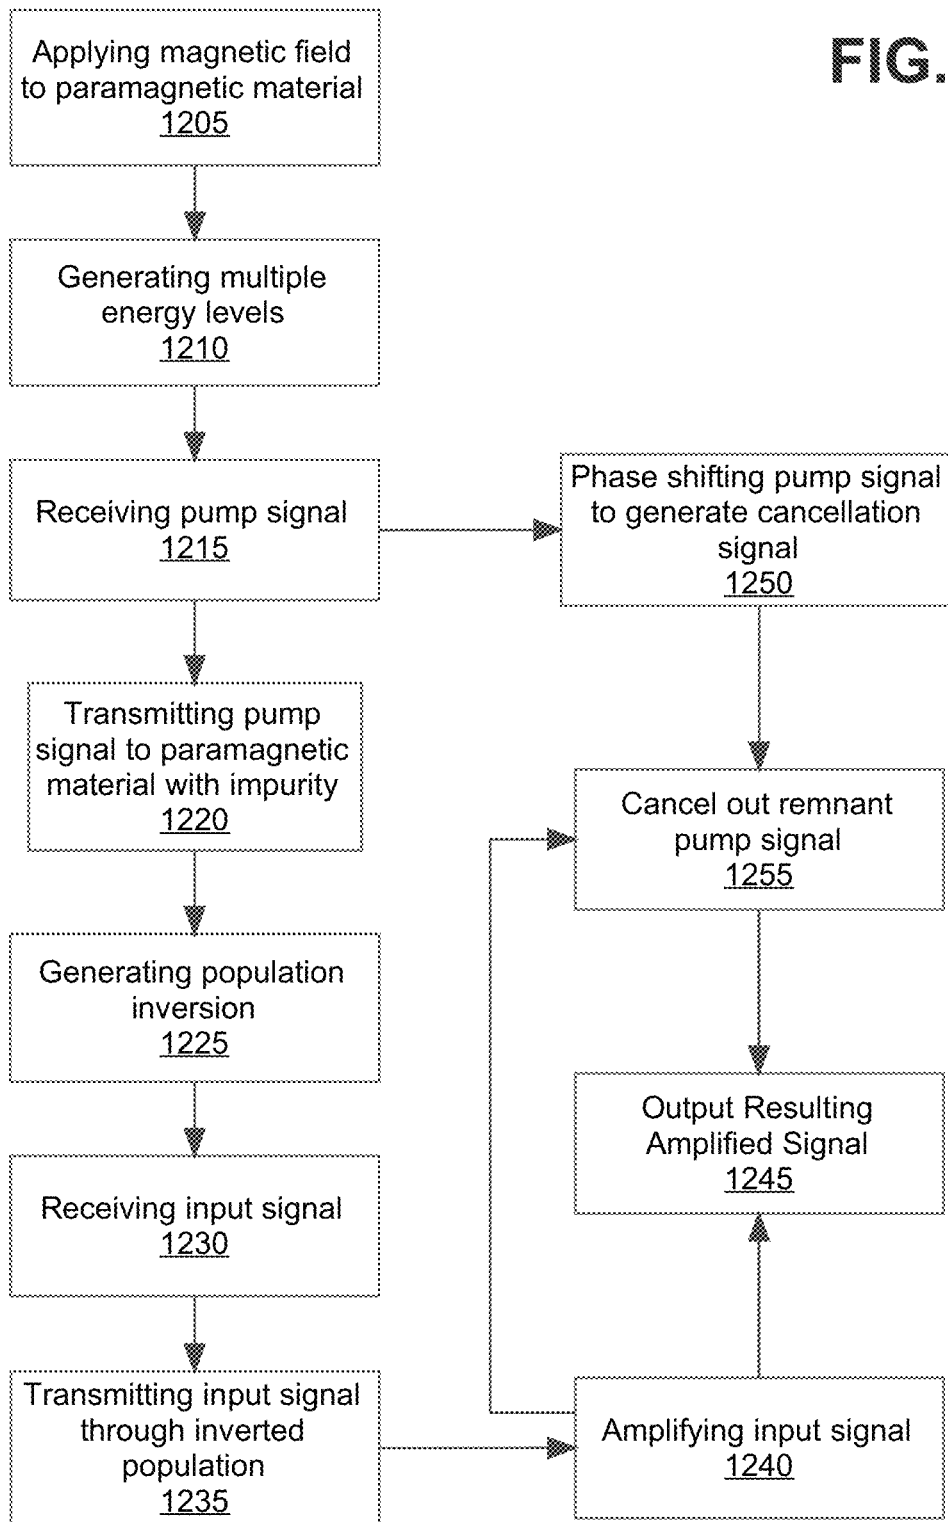 FIG.
Applying magnetic field
to paramagnetic material
1205
Generating multiple
energy levels
1210
Receiving pump signal
1215
Phase shifting pump signal
to generate cancellation
signal
1250
Transmitting pump
signal to paramagnetic
material with impurity
1220
Cancel out remnant
pump signal
1255
Generating population
inversion
1225
Output Resulting
Amplified Signal
1245
Receiving input signal
1230
Transmitting input signal
through inverted
population
1235
Amplifying input signal
1240